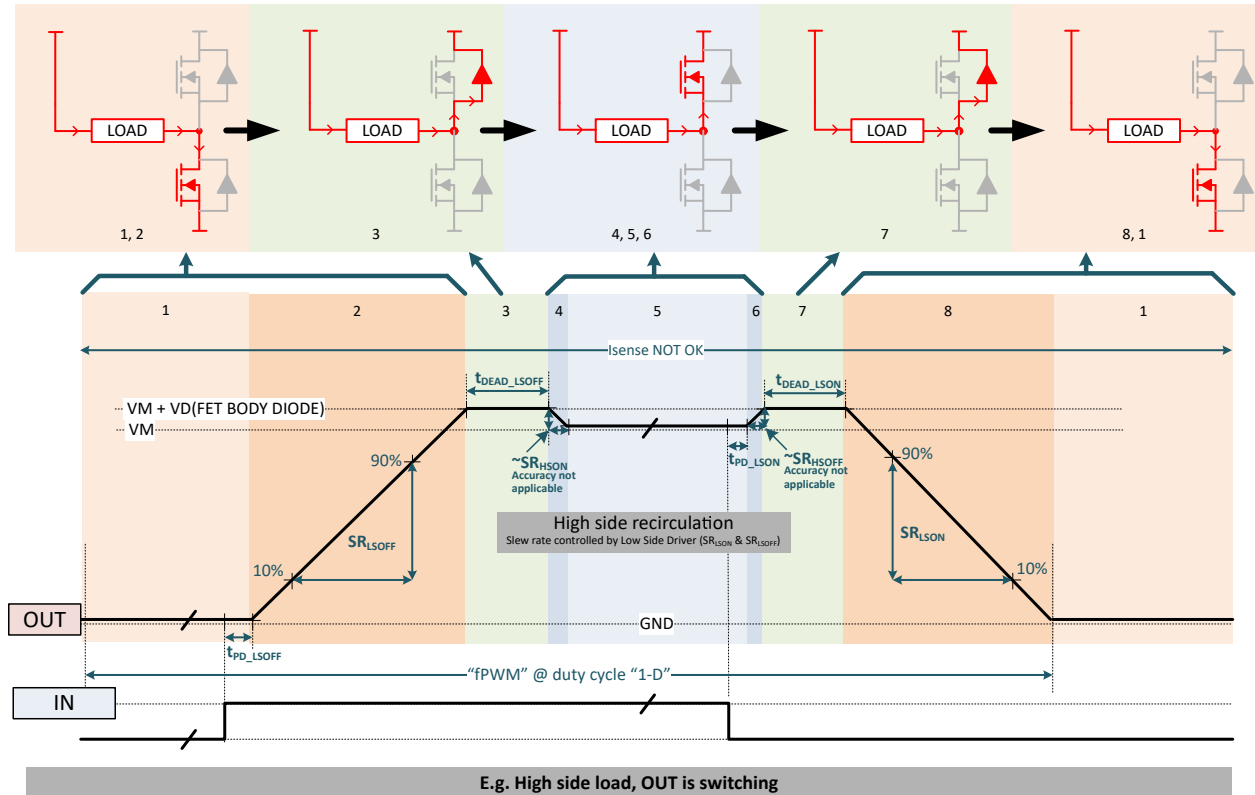 LOAD
LOAD
LOAD
LOAD
LOAD
1, 2
3
4, 5, 6
7
8, 1
1
2
3
4
5
6
7
8
1
Isense NOT OK
tDEAD_LSOFF
tDEAD_LSON
VM + VD(FET BODY DIODE)
VM
90%
~SRHSON
Accuracy not
applicable
tPD_LSON
~SRHSOFF
Accuracy not
applicable
90%
High side recirculation
Slew rate controlled by Low Side Driver (SRLSON & SRLSOFF)
SRLSOFF
SRLSON
10%
10%
OUT
GND
tPD_LSOFF
“fPWM” @ duty cycle “1-D”
IN
E.g. High side load, OUT is switching